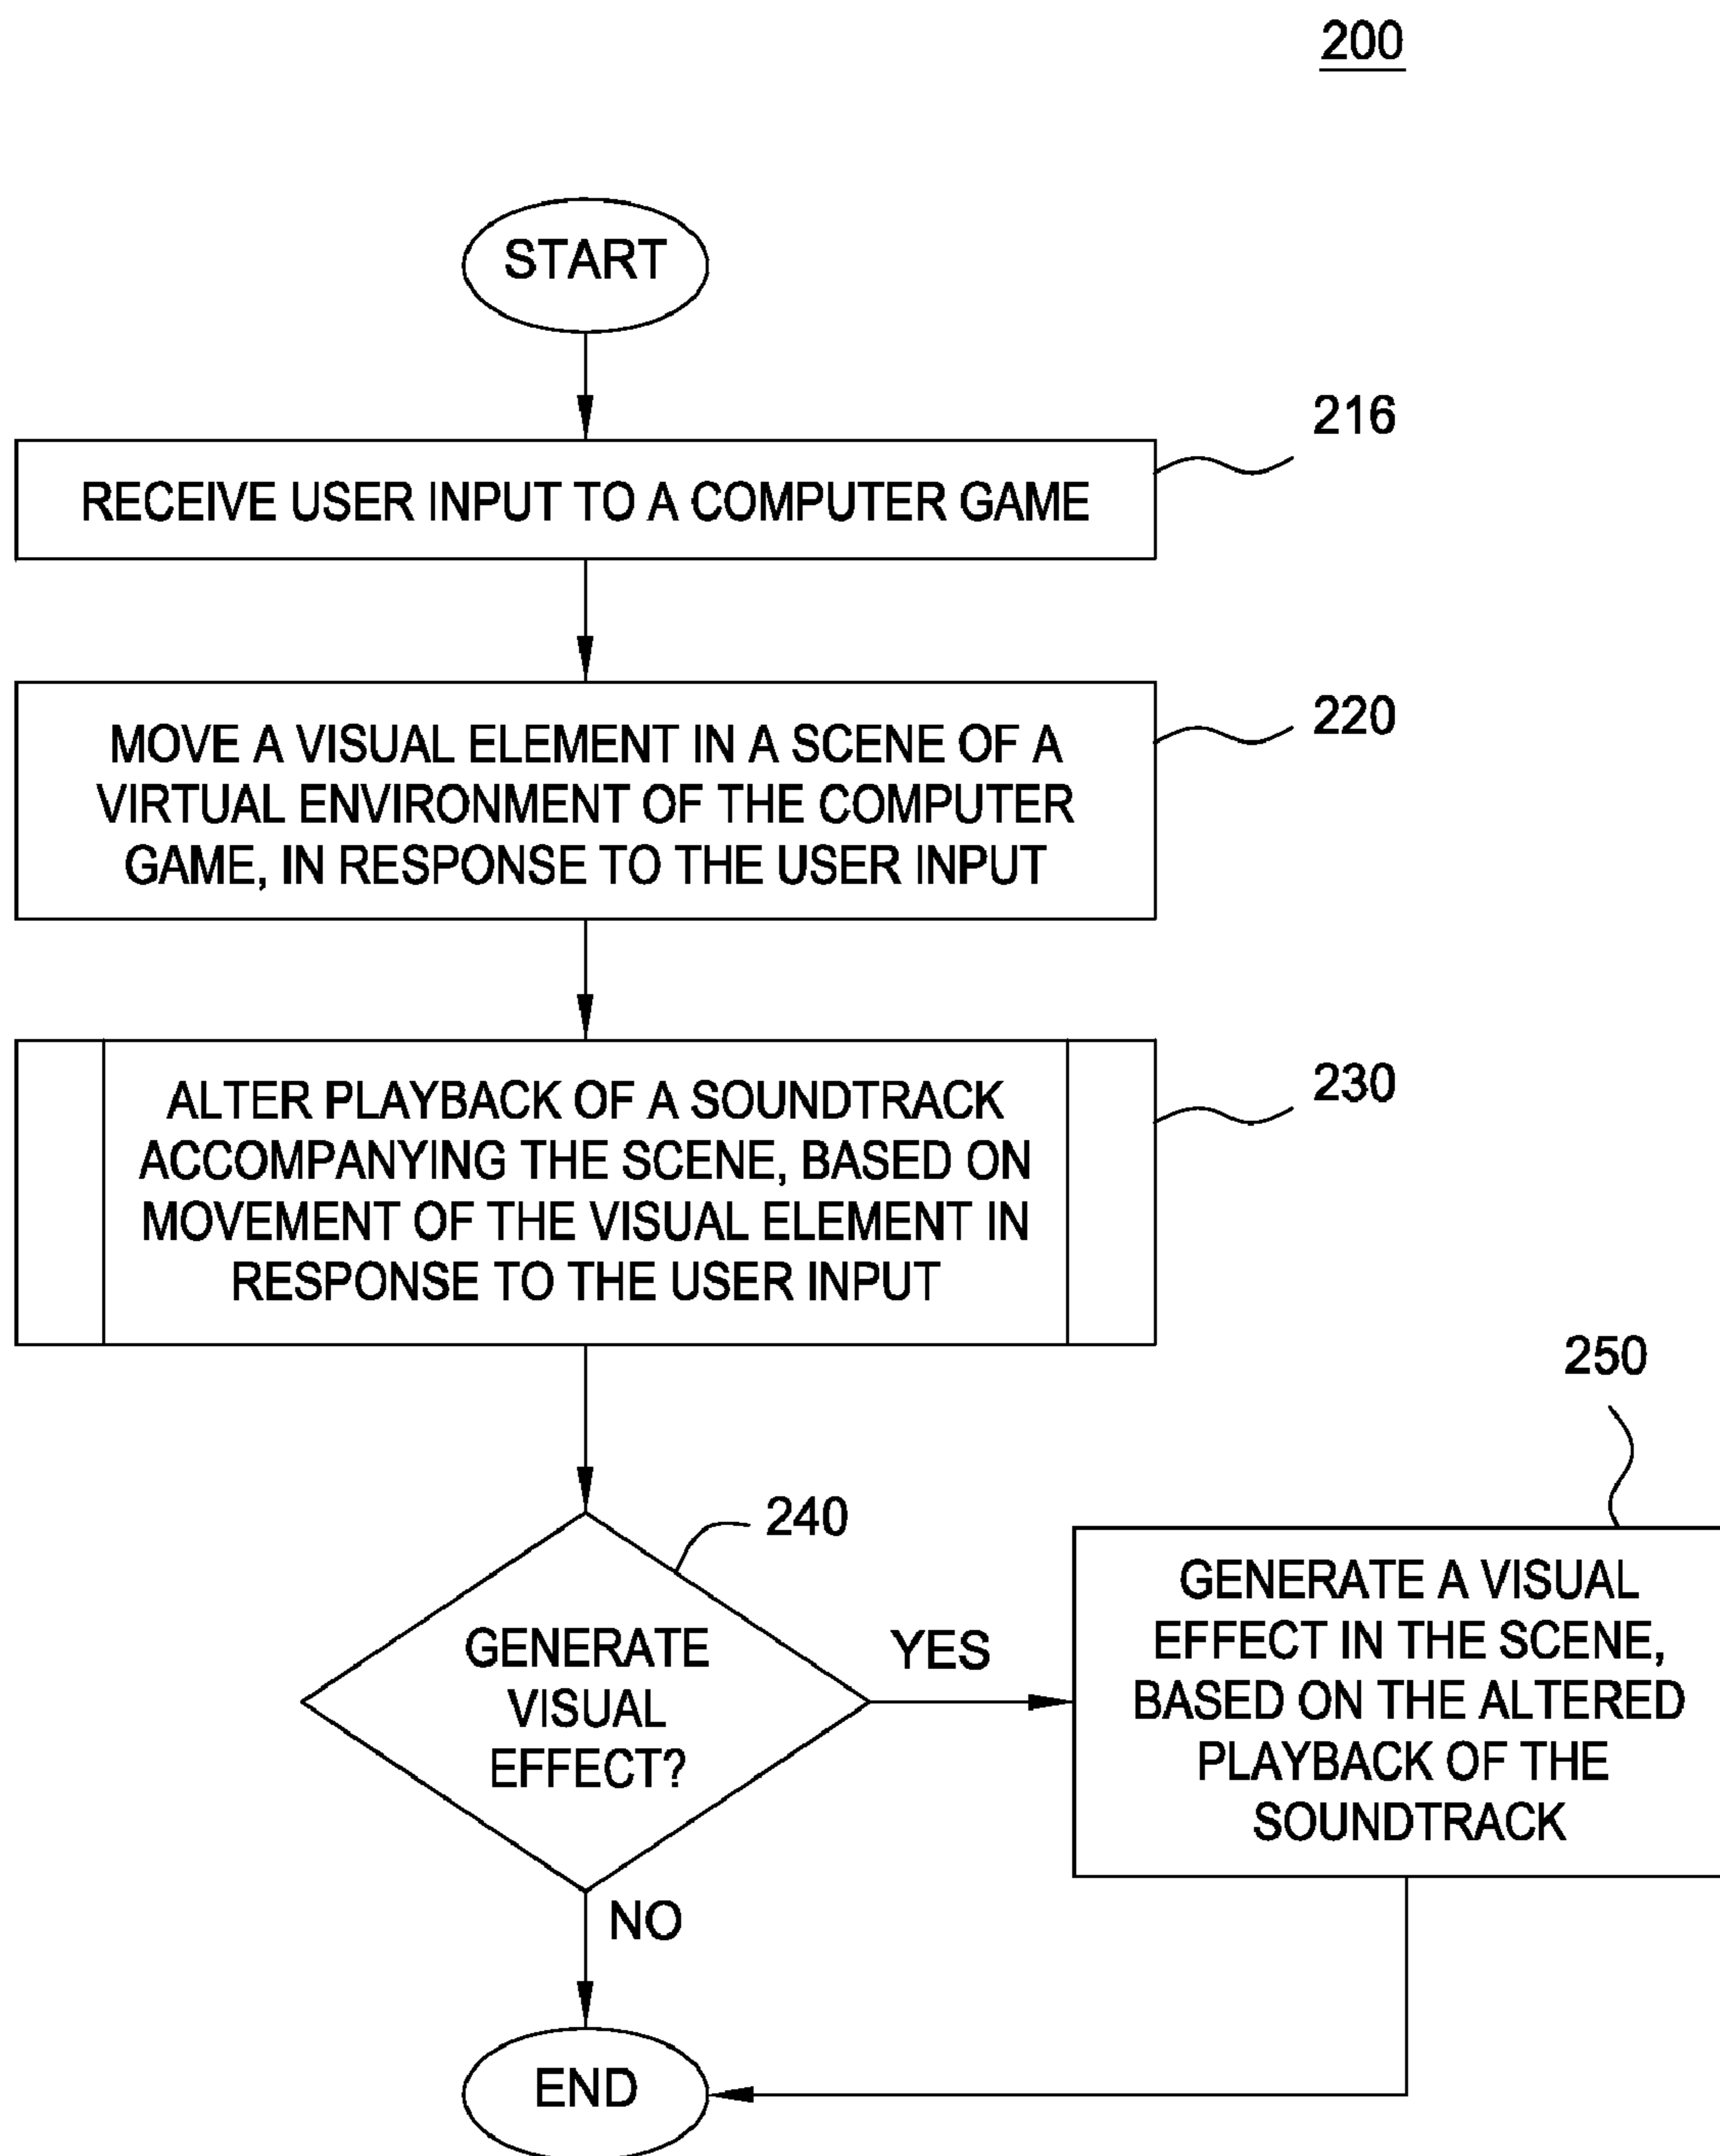 200
START
216
RECEIVE USER INPUT TO A COMPUTER GAME
220
MOVE A VISUAL ELEMENT IN A SCENE OF A
VIRTUAL ENVIRONMENT OF THE COMPUTER
GAME, IN RESPONSE TO THE USER INPUT
230
ALTER PLAYBACK OF A SOUNDTRACK
ACCOMPANYING THE SCENE, BASED ON
MOVEMENT OF THE VISUAL ELEMENT IN
RESPONSE TO THE USER INPUT
240
GENERATE
VISUAL
EFFECT?
YES
250
GENERATE A VISUAL
EFFECT IN THE SCENE,
BASED ON THE ALTERED
PLAYBACK OF THE
SOUNDTRACK
NO
END